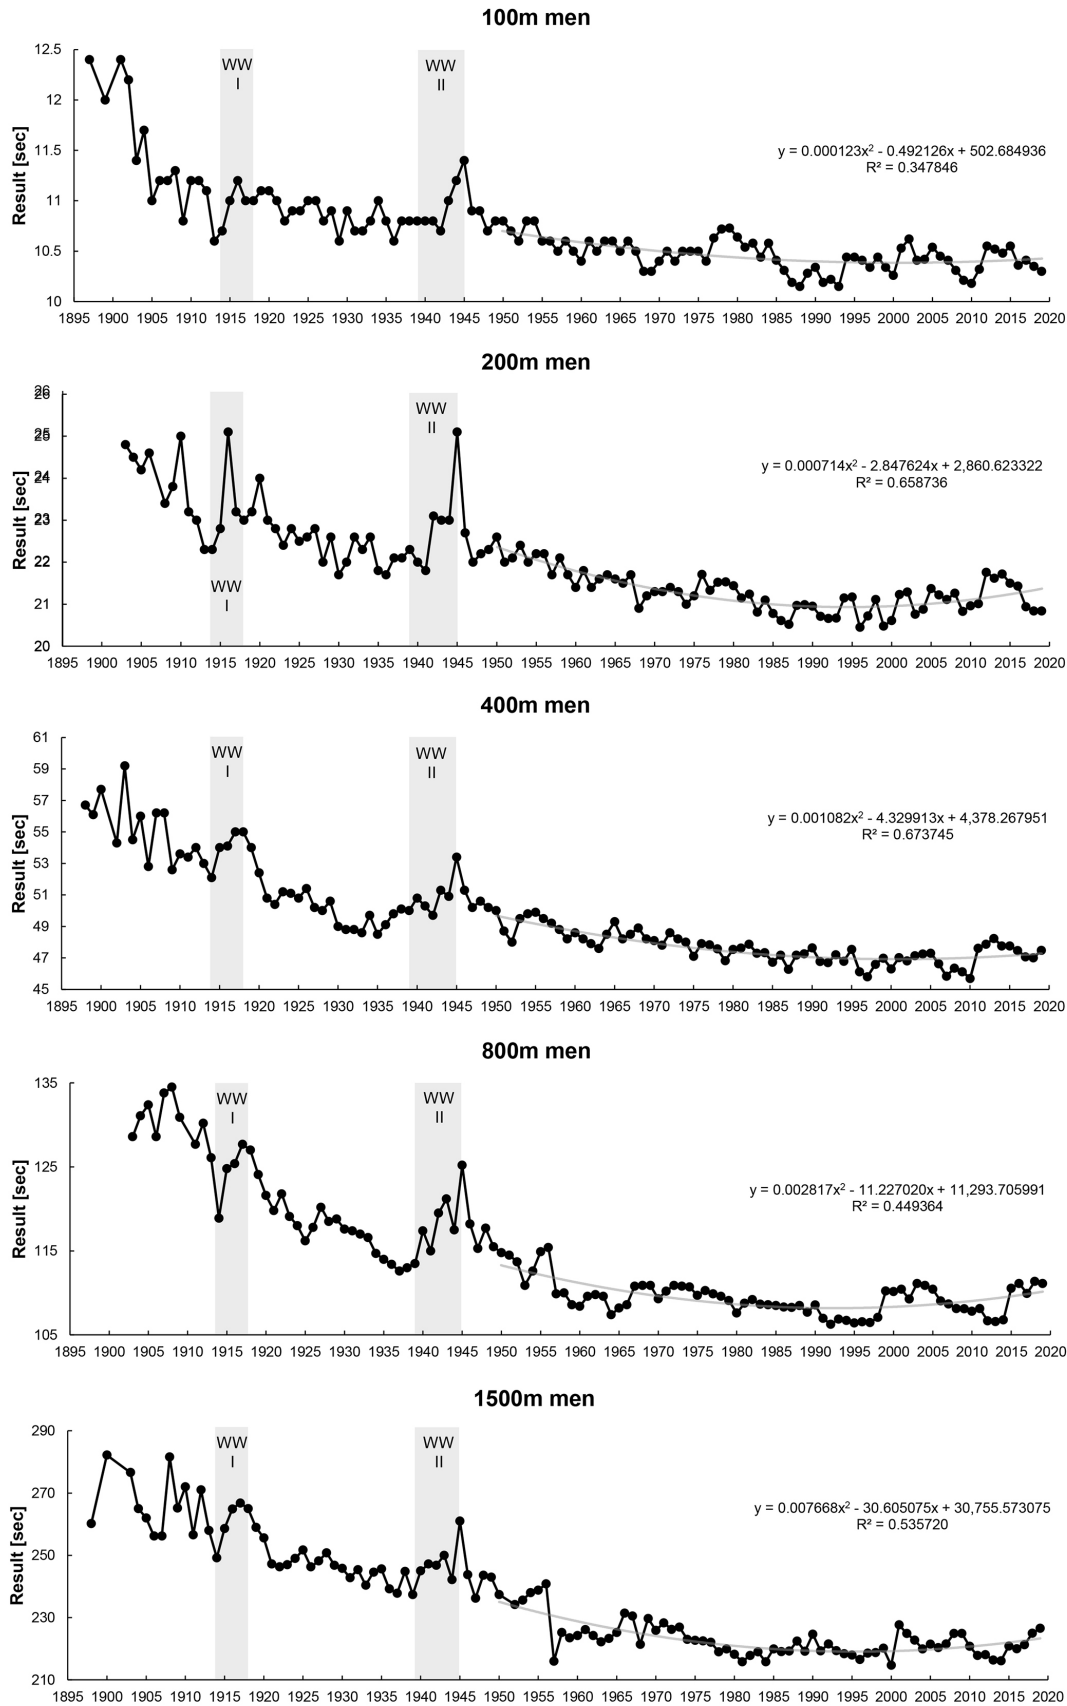 100m men
12.5
12
11.5
11
10.5
10
Result [sec]
WW
I
WW
II
y = 0.000123x² - 0.492126x + 502.684936
R² = 0.347846
1895 1900 1905 1910 1915 1920 1925 1930 1935 1940 1945 1950 1955 1960 1965 1970 1975 1980 1985 1990 1995 2000 2005 2010 2015 2020
200m men
26
25
24
23
22
21
20
Result [sec]
WW
II
WW
I
y = 0.000714x² - 2.847624x + 2,860.623322
R² = 0.658736
1895 1900 1905 1910 1915 1920 1925 1930 1935 1940 1945 1950 1955 1960 1965 1970 1975 1980 1985 1990 1995 2000 2005 2010 2015 2020
400m men
61
59
57
55
53
51
49
47
45
Result [sec]
WW
I
WW
II
y = 0.001082x² - 4.329913x + 4,378.267951
R² = 0.673745
1895 1900 1905 1910 1915 1920 1925 1930 1935 1940 1945 1950 1955 1960 1965 1970 1975 1980 1985 1990 1995 2000 2005 2010 2015 2020
800m men
135
125
115
105
Result [sec]
WW
I
WW
II
y = 0.002817x² - 11.227020x + 11,293.705991
R² = 0.449364
1895 1900 1905 1910 1915 1920 1925 1930 1935 1940 1945 1950 1955 1960 1965 1970 1975 1980 1985 1990 1995 2000 2005 2010 2015 2020
1500m men
290
270
250
230
210
Result [sec]
WW
I
WW
II
y = 0.007668x² - 30.605075x + 30,755.573075
R² = 0.535720
1895 1900 1905 1910 1915 1920 1925 1930 1935 1940 1945 1950 1955 1960 1965 1970 1975 1980 1985 1990 1995 2000 2005 2010 2015 2020